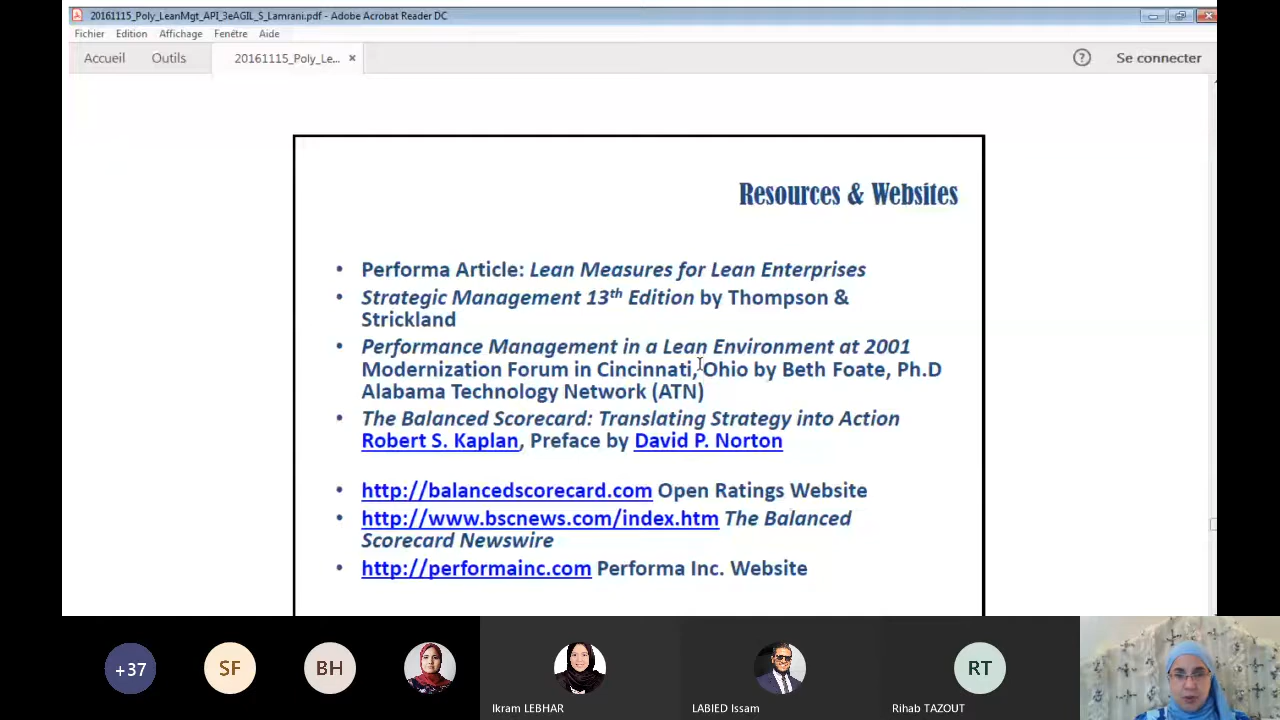 20161115_Poly_LeanMgt_API_3eAGIL_S_Lamrani.pdf - Adobe Acrobat Reader DC
Fichier Edition Affichage Fenêtre Aide
Accueil Outils 20161115_Poly_Le... × ? Se connecter
Resources & Websites
• Performa Article: Lean Measures for Lean Enterprises
• Strategic Management 13th Edition by Thompson &
Strickland
• Performance Management in a Lean Environment at 2001
Modernization Forum in Cincinnati, Ohio by Beth Foate, Ph.D
Alabama Technology Network (ATN)
• The Balanced Scorecard: Translating Strategy into Action
Robert S. Kaplan, Preface by David P. Norton
• http://balancedscorecard.com Open Ratings Website
• http://www.bscnews.com/index.htm The Balanced
Scorecard Newswire
• http://performainc.com Performa Inc. Website
+37 SF BH RT
Ikram LEBHAR LABIED Issam Rihab TAZOUT